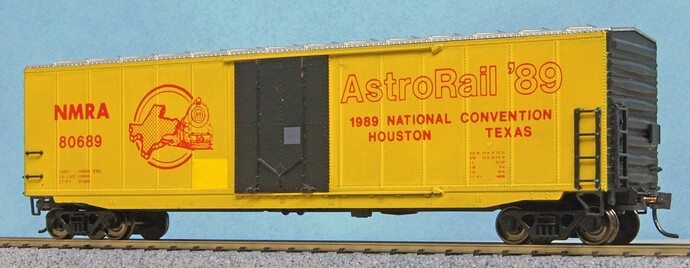 NMRA
80689
AstroRail '89
1989 NATIONAL CONVENTION
HOUSTON TEXAS